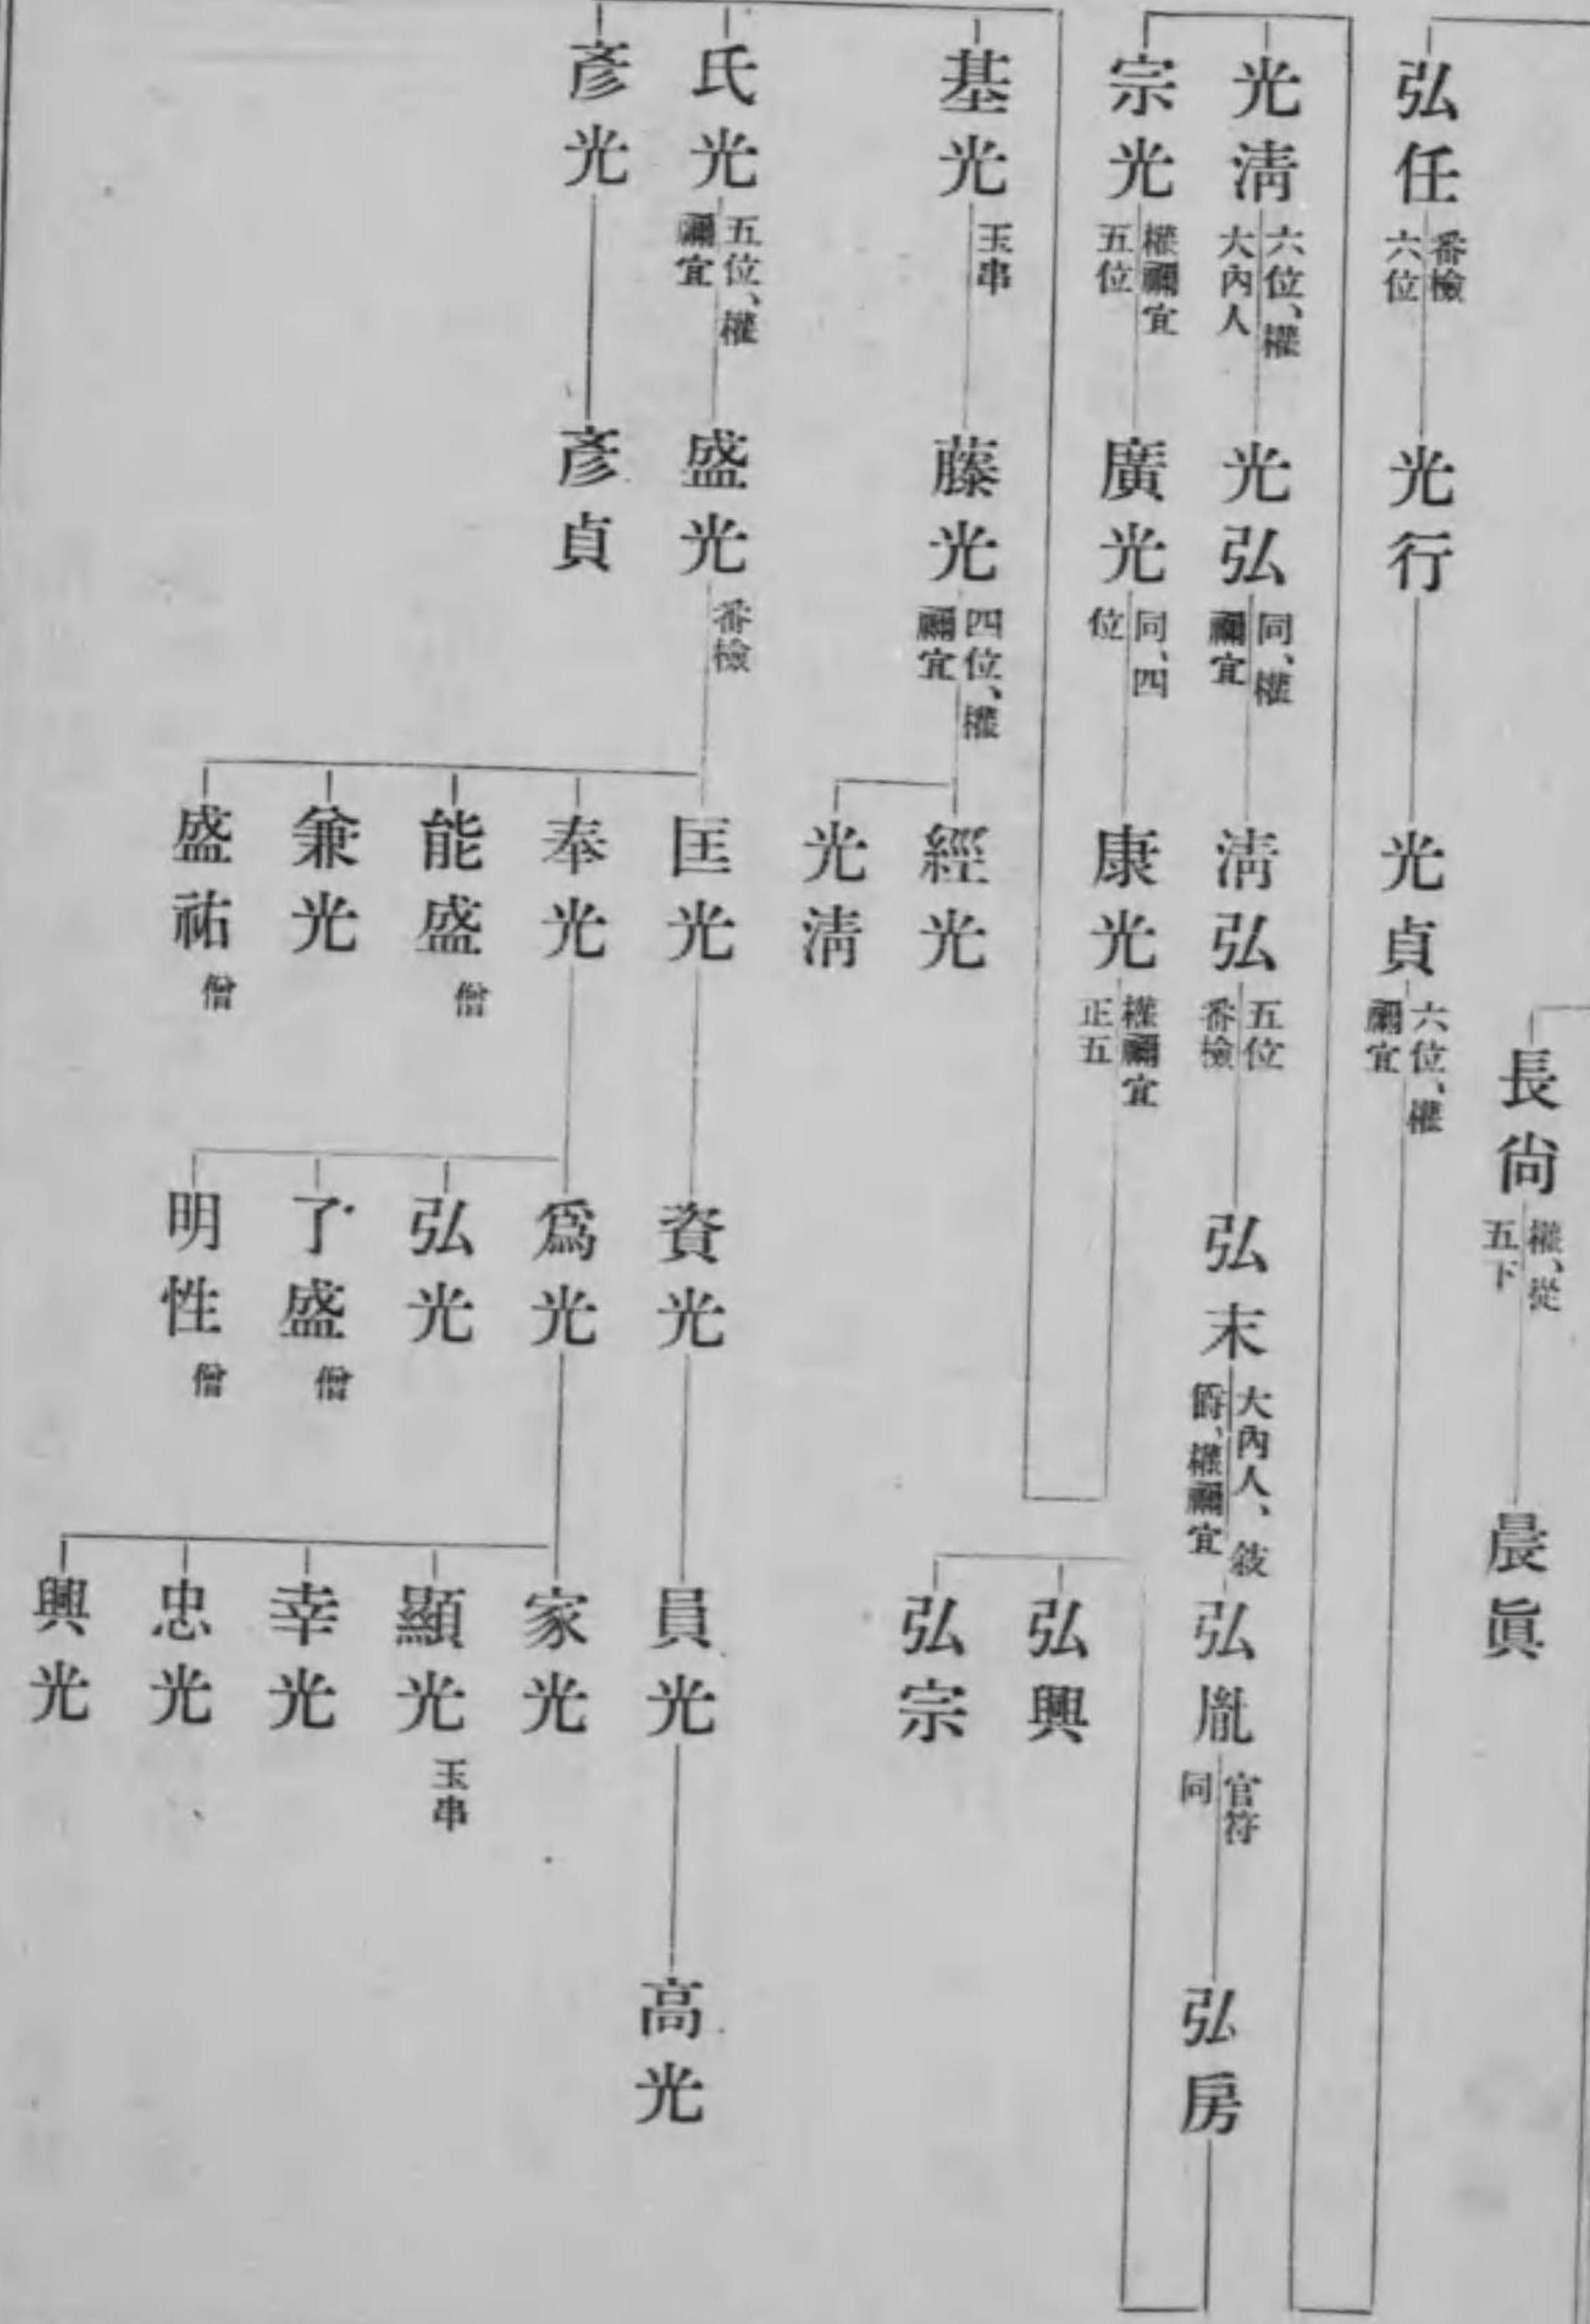 長尙 權、從五下
晨眞
弘任 番檢六位
光行
光貞 六位、權禰宜
光淸 六位、權大內人
光弘 同、權禰宜
淸弘 五位番檢
弘末 大內人、敍爵、權禰宜
弘胤 官符同
弘房
弘興
弘宗
宗光 權禰宜五位
廣光 同、四位
康光 權禰宜正五
基光 玉串
藤光 四位、權禰宜
經光
光淸
氏光 五位、權禰宜
盛光 番檢
匡光
資光
員光
高光
奉光
爲光
家光
顯光 玉串
幸光
忠光
興光
弘光
了盛 僧
明性 僧
能盛 僧
兼光
盛祐 僧
彥光
彥貞